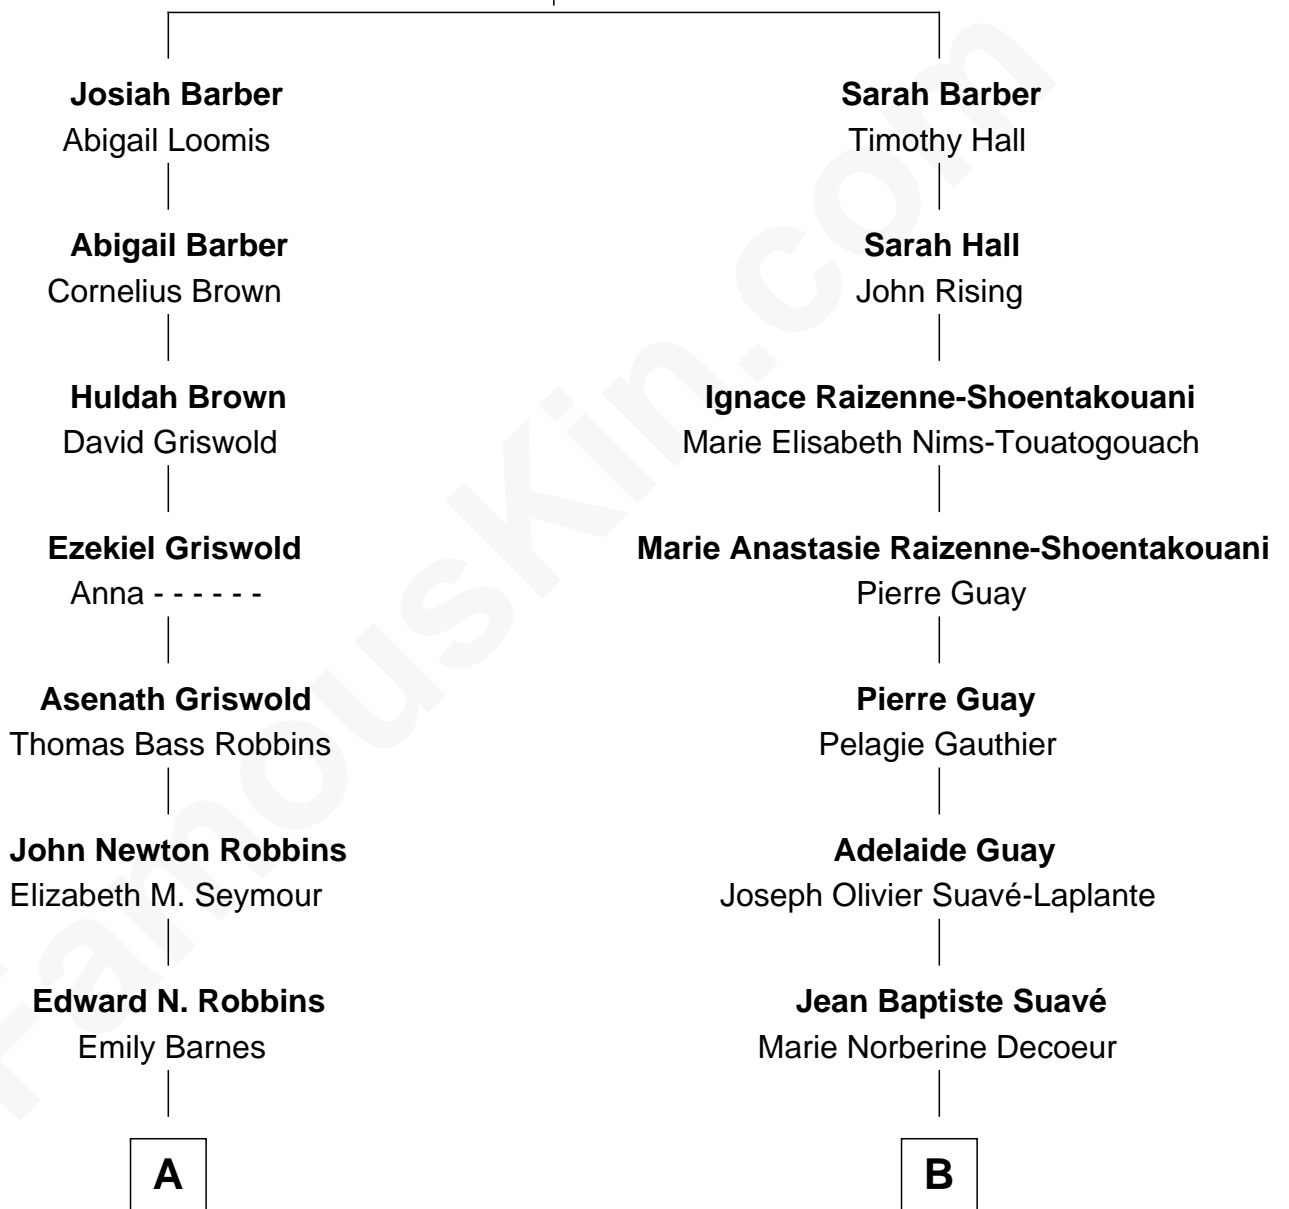 Josiah Barber
Abigail Loomis
Abigail Barber
Cornelius Brown
Huldah Brown
David Griswold
Ezekiel Griswold
Anna - - - - - -
Asenath Griswold
Thomas Bass Robbins
John Newton Robbins
Elizabeth M. Seymour
Edward N. Robbins
Emily Barnes
A
Sarah Barber
Timothy Hall
Sarah Hall
John Rising
Ignace Raizenne-Shoentakouani
Marie Elisabeth Nims-Touatogouach
Marie Anastasie Raizenne-Shoentakouani
Pierre Guay
Pierre Guay
Pelagie Gauthier
Adelaide Guay
Joseph Olivier Suavé-Laplante
Jean Baptiste Suavé
Marie Norberine Decoeur
B
FamousKin.com